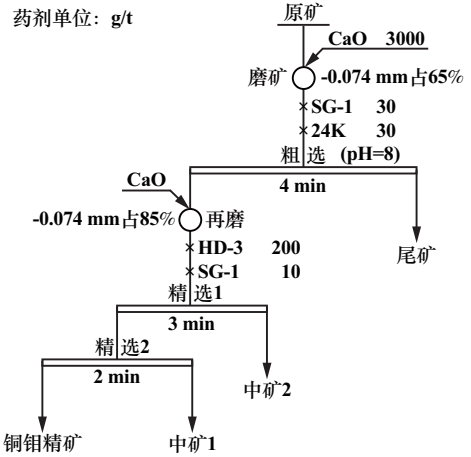 药剂单位：g/t
原矿
CaO 3000
磨矿 -0.074 mm占65%
SG-1 30
24K 30
粗选 (pH=8)
4 min
CaO
-0.074 mm占85% 再磨
尾矿
HD-3 200
SG-1 10
精选1
3 min
精选2
2 min
中矿2
铜钼精矿 中矿1